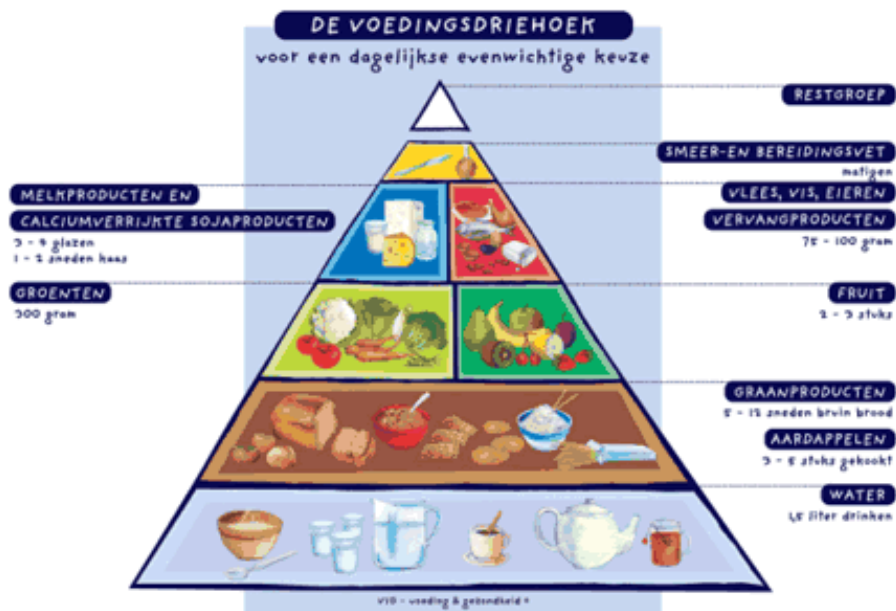 DE VOEDINGSDRIEHOEK
voor een dagelijkse evenwichtige keuze
RESTGROEP
SMEER-EN BEREIDINGSVET
matigen
MELKPRODUCTEN EN
CALCIUMVERRIJKTE SOJAPRODUCTEN
3 - 4 glazen
1 - 2 sneden kaas
VLEES, VIS, EIEREN
VERVANGPRODUCTEN
75 - 100 gram
GROENTEN
300 gram
FRUIT
2 - 3 stuks
GRAANPRODUCTEN
5 - 12 sneden bruin brood
AARDAPPELEN
3 - 5 stuks gekookt
WATER
1,5 liter drinken
voeding & gezondheid